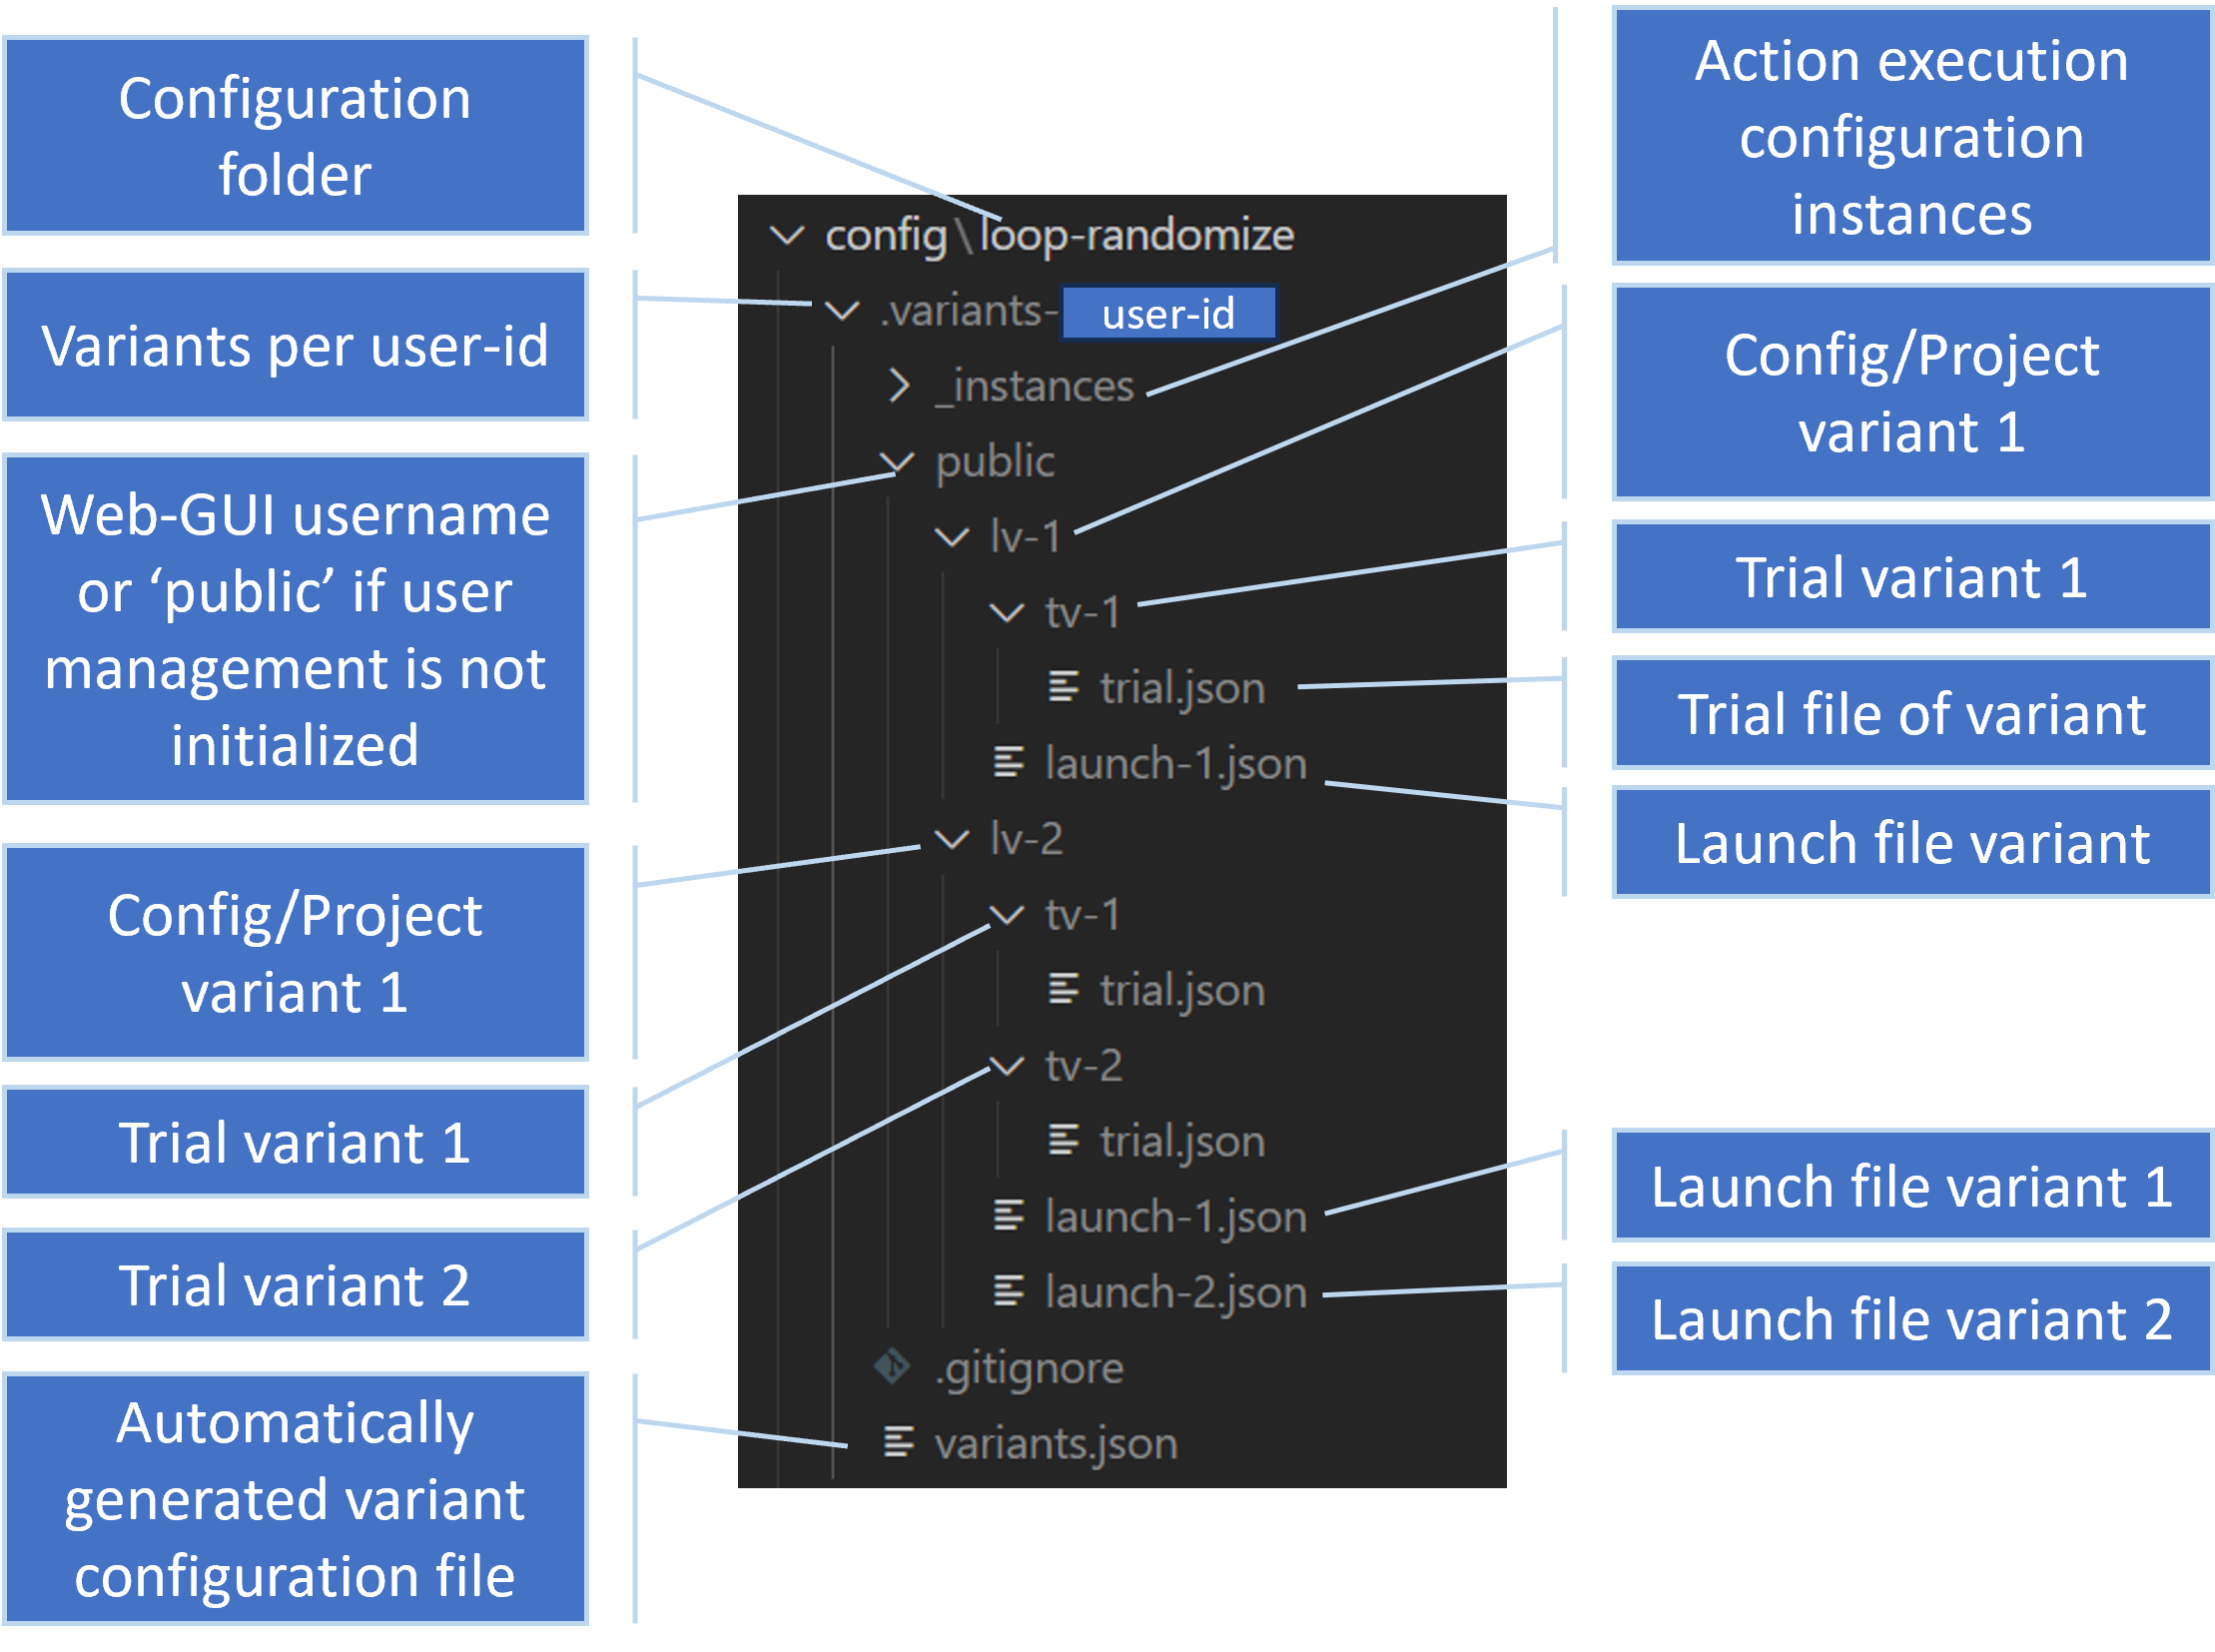 Configuration
folder
Variants per user-id
Web-GUI username
or ‘public’ if user
management is not
initialized
Config/Project
variant 1
Trial variant 1
Trial variant 2
Automatically
generated variant
configuration file
config\loop-randomize
.variants-user-id
_instances
public
lv-1
tv-1
trial.json
launch-1.json
lv-2
tv-1
trial.json
tv-2
trial.json
launch-1.json
launch-2.json
.gitignore
variants.json
Action execution
configuration
instances
Config/Project
variant 1
Trial variant 1
Trial file of variant
Launch file variant
Launch file variant 1
Launch file variant 2